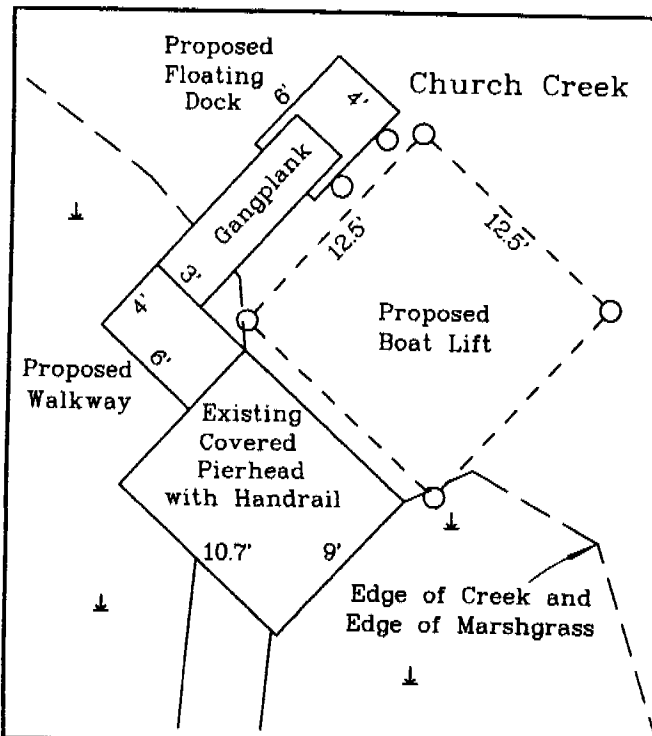 Proposed
Floating
Dock
6'
4'
Church Creek
Gangplank
3'
12.5'
12.5'
4'
6'
Proposed
Walkway
Proposed
Boat Lift
Existing
Covered
Pierhead
with Handrail
10.7'
9'
Edge of Creek and
Edge of Marshgrass